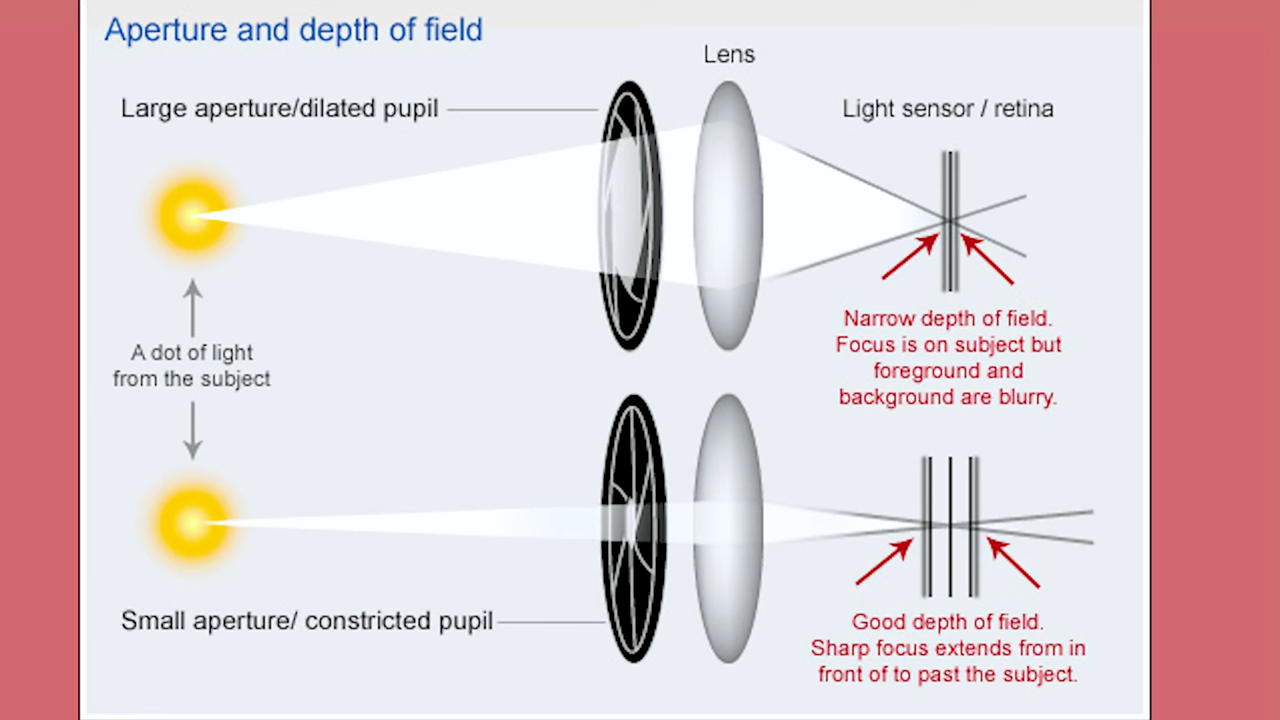 Aperture and depth of field
Lens
Large aperture/dilated pupil
Light sensor / retina
A dot of light
from the subject
Narrow depth of field.
Focus is on subject but
foreground and
background are blurry.
Small aperture/ constricted pupil
Good depth of field.
Sharp focus extends from in
front of to past the subject.